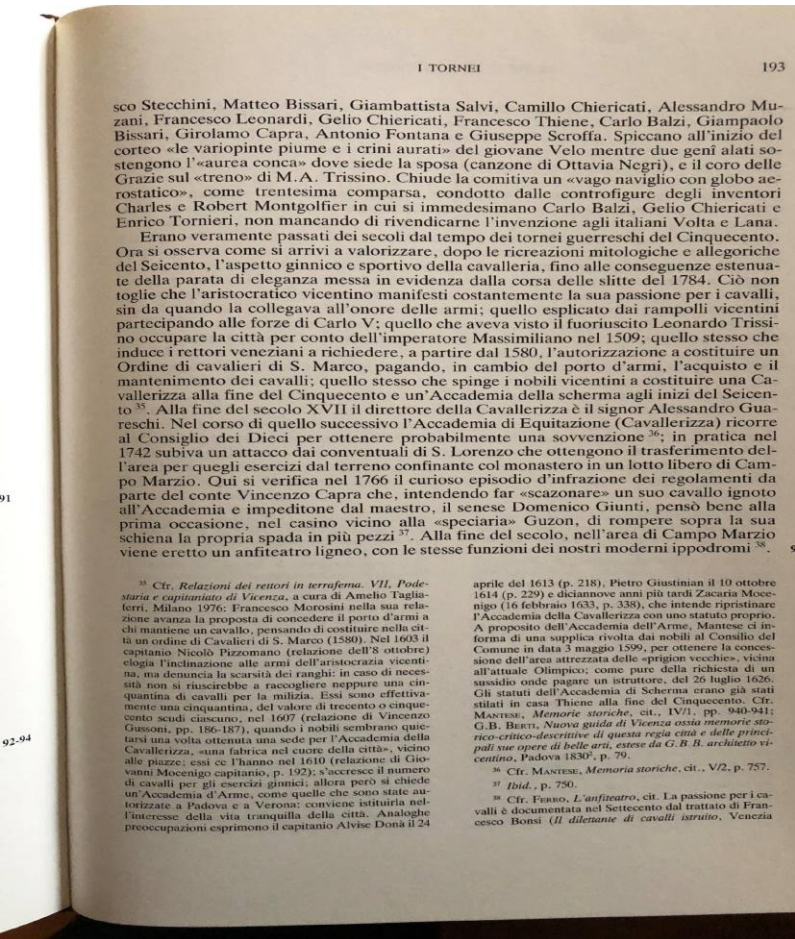 I TORNEI
193
sco Stecchini, Matteo Bissari, Giambattista Salvi, Camillo Chiericati, Alessandro Mu-
zani, Francesco Leonardi, Gelio Chiericati, Francesco Thiene, Carlo Balzi, Giampaolo
Bissari, Girolamo Capra, Antonio Fontana e Giuseppe Scroffa. Spiccano all'inizio del
corteo «le variopinte piume e i crini aurati» del giovane Velo mentre due genî alati so-
stengono l'«aurea conca» dove siede la sposa (canzone di Ottavia Negri), e il coro delle
Grazie sul «treno» di M.A. Trissino. Chiude la comitiva un «vago naviglio con globo ae-
rostatico», come trentesima comparsa, condotto dalle controfigure degli inventori
Charles e Robert Montgolfier in cui si immedesimano Carlo Balzi, Gelio Chiericati e
Enrico Tornieri, non mancando di rivendicarne l'invenzione agli italiani Volta e Lana.
Erano veramente passati dei secoli dal tempo dei tornei guerreschi del Cinquecento.
Ora si osserva come si arrivi a valorizzare, dopo le ricreazioni mitologiche e allegoriche
del Seicento, l'aspetto ginnico e sportivo della cavalleria, fino alle conseguenze estenua-
te della parata di eleganza messa in evidenza dalla corsa delle slitte del 1784. Ciò non
toglie che l'aristocratico vicentino manifesti costantemente la sua passione per i cavalli,
sin da quando la collegava all'onore delle armi; quello esplicato dai rampolli vicentini
partecipando alle forze di Carlo V; quello che aveva visto il fuoriuscito Leonardo Trissi-
no occupare la città per conto dell'imperatore Massimiliano nel 1509; quello stesso che
induce i rettori veneziani a richiedere, a partire dal 1580, l'autorizzazione a costituire un
Ordine di cavalieri di S. Marco, pagando, in cambio del porto d'armi, l'acquisto e il
mantenimento dei cavalli; quello stesso che spinge i nobili vicentini a costituire una Ca-
vallerizza alla fine del Cinquecento e un'Accademia della scherma agli inizi del Seicen-
to 35. Alla fine del secolo XVII il direttore della Cavallerizza è il signor Alessandro Gua-
reschi. Nel corso di quello successivo l'Accademia di Equitazione (Cavallerizza) ricorre
al Consiglio dei Dieci per ottenere probabilmente una sovvenzione 36; in pratica nel
1742 subiva un attacco dai conventuali di S. Lorenzo che ottengono il trasferimento del-
l'area per quegli esercizi dal terreno confinante col monastero in un lotto libero di Cam-
po Marzio. Qui si verifica nel 1766 il curioso episodio d'infrazione dei regolamenti da
parte del conte Vincenzo Capra che, intendendo far «scazonare» un suo cavallo ignoto
all'Accademia e impeditone dal maestro, il senese Domenico Giunti, pensò bene alla
prima occasione, nel casino vicino alla «speciaria» Guzon, di rompere sopra la sua
schiena la propria spada in più pezzi 37. Alla fine del secolo, nell'area di Campo Marzio
viene eretto un anfiteatro ligneo, con le stesse funzioni dei nostri moderni ippodromi 38.
91
92-94
35 Cfr. Relazioni dei rettori in terrafema. VII, Pode-
staria e capitaniato di Vicenza, a cura di Amelio Taglia-
ferri, Milano 1976: Francesco Morosini nella sua rela-
zione avanza la proposta di concedere il porto d'armi a
chi mantiene un cavallo, pensando di costituire nella cit-
tà un ordine di Cavalieri di S. Marco (1580). Nel 1603 il
capitanio Nicolò Pizzomano (relazione dell'8 ottobre)
elogia l'inclinazione alle armi dell'aristocrazia vicenti-
na, ma denuncia la scarsità dei ranghi: in caso di neces-
sità non si riuscirebbe a raccogliere neppure una cin-
quantina di cavalli per la milizia. Essi sono effettiva-
mente una cinquantina, del valore di trecento o cinque-
cento scudi ciascuno, nel 1607 (relazione di Vincenzo
Gussoni, pp. 186-187), quando i nobili sembrano quie-
tarsi una volta ottenuta una sede per l'Accademia della
Cavallerizza, «una fabrica nel cuore della città», vicino
alle piazze; essi ce l'hanno nel 1610 (relazione di Gio-
vanni Mocenigo capitanio, p. 192); s'accresce il numero
di cavalli per gli esercizi ginnici; allora però si chiede
un'Accademia d'Arme, come quelle che sono state au-
torizzate a Padova e a Verona: conviene istituirla nel-
l'interesse della vita tranquilla della città. Analoghe
preoccupazioni esprimono il capitanio Alvise Donà il 24
aprile del 1613 (p. 218), Pietro Giustinian il 10 ottobre
1614 (p. 229) e diciannove anni più tardi Zacaria Moce-
nigo (16 febbraio 1633, p. 338), che intende ripristinare
l'Accademia della Cavallerizza con uno statuto proprio.
A proposito dell'Accademia dell'Arme, Mantese ci in-
forma di una supplica rivolta dai nobili al Consilio del
Comune in data 3 maggio 1599, per ottenere la conces-
sione dell'area attrezzata delle «prigion vecchie», vicina
all'attuale Olimpico; come pure della richiesta di un
sussidio onde pagare un istruttore, del 26 luglio 1626.
Gli statuti dell'Accademia di Scherma erano già stati
stilati in casa Thiene alla fine del Cinquecento. Cfr.
MANTESE, Memorie storiche, cit., IV/1. pp. 940-941;
G.B. BERTI, Nuova guida di Vicenza ossia memorie sto-
rico-critico-descrittive di questa regia città e delle princi-
pali sue opere di belle arti, estese da G.B.B. architetto vi-
centino, Padova 1830², p. 79.
36 Cfr. MANTESE, Memoria storiche, cit., V/2, p. 757.
37 Ibid., p. 750.
38 Cfr. FERRO, L'anfiteatro, cit. La passione per i ca-
valli è documentata nel Settecento dal trattato di Fran-
cesco Bonsi (Il dilettante di cavalli istruito, Venezia